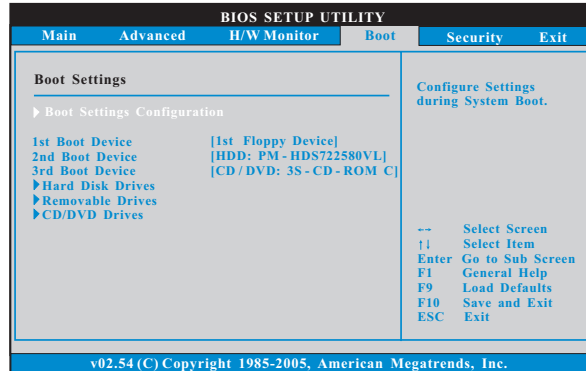 BIOS SETUP UTILITY
Main Advanced H/W Monitor Boot Security Exit
Boot Settings
Boot Settings Configuration
1st Boot Device [1st Floppy Device]
2nd Boot Device [HDD: PM-HDS722580VL]
3rd Boot Device [CD/DVD: 3S-CD-ROM C]
Hard Disk Drives
Removable Drives
CD/DVD Drives
Configure Settings
during System Boot.
←→ Select Screen
↑↓ Select Item
Enter Go to Sub Screen
F1 General Help
F9 Load Defaults
F10 Save and Exit
ESC Exit
v02.54 (C) Copyright 1985-2005, American Megatrends, Inc.